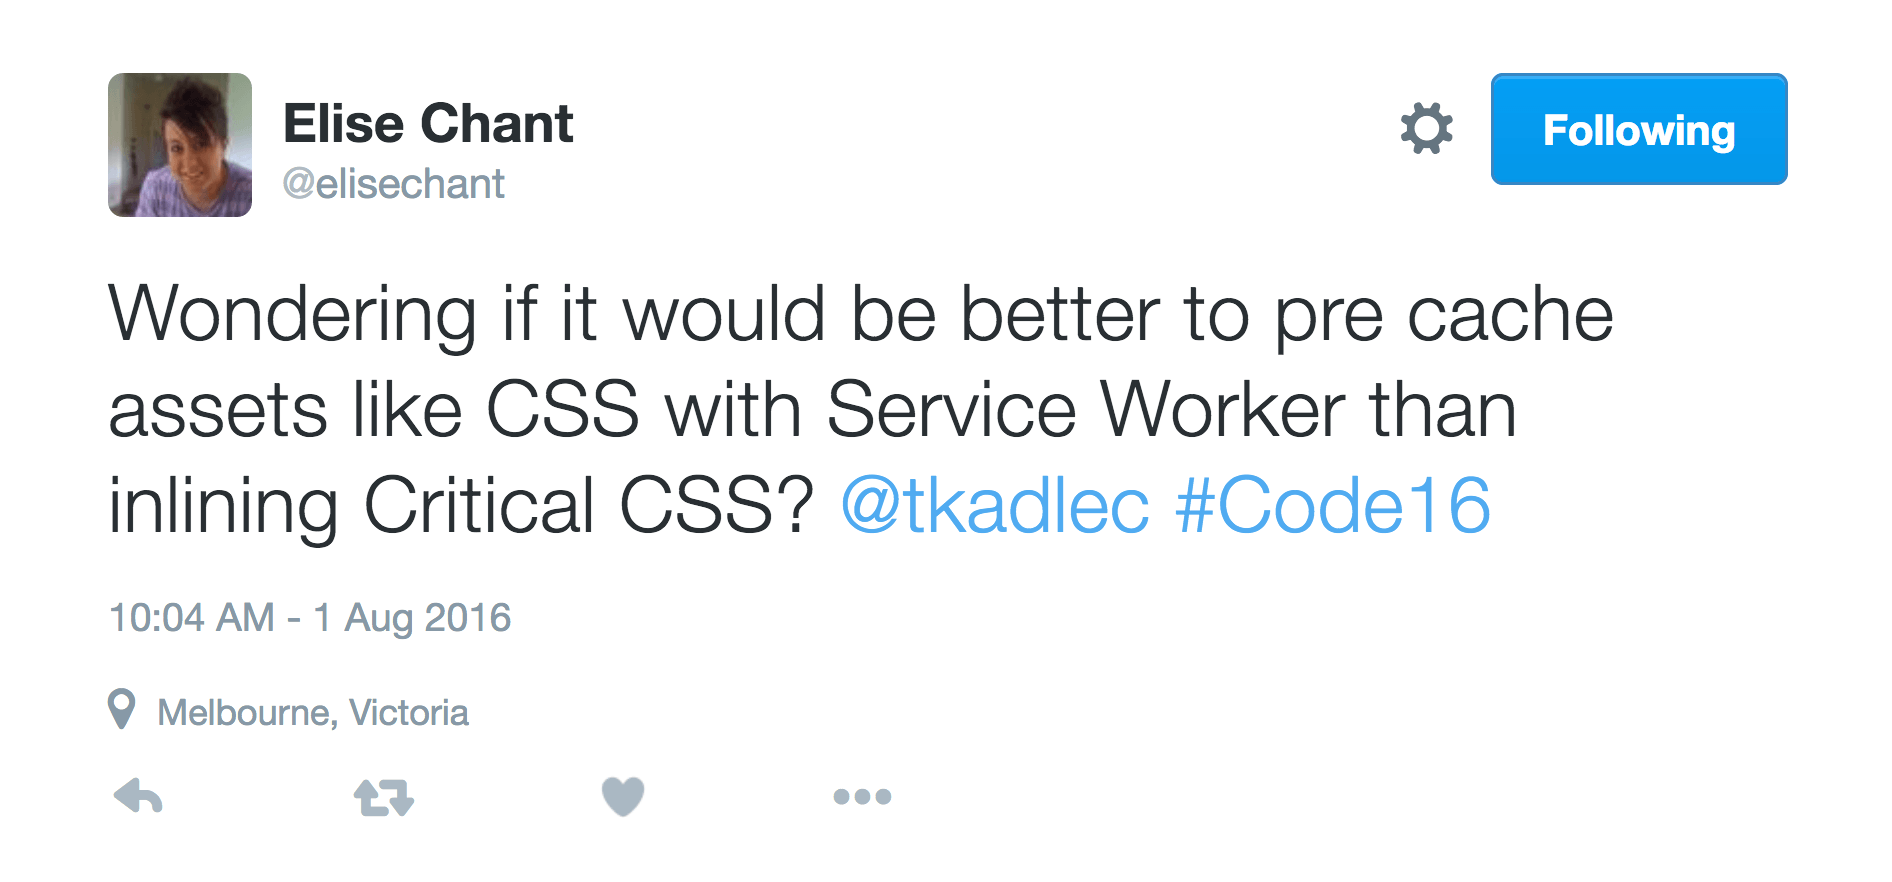 Elise Chant
@elisechant
Following
Wondering if it would be better to pre cache
assets like CSS with Service Worker than
inlining Critical CSS? @tkadlec #Code16
10:04 AM - 1 Aug 2016
Melbourne, Victoria